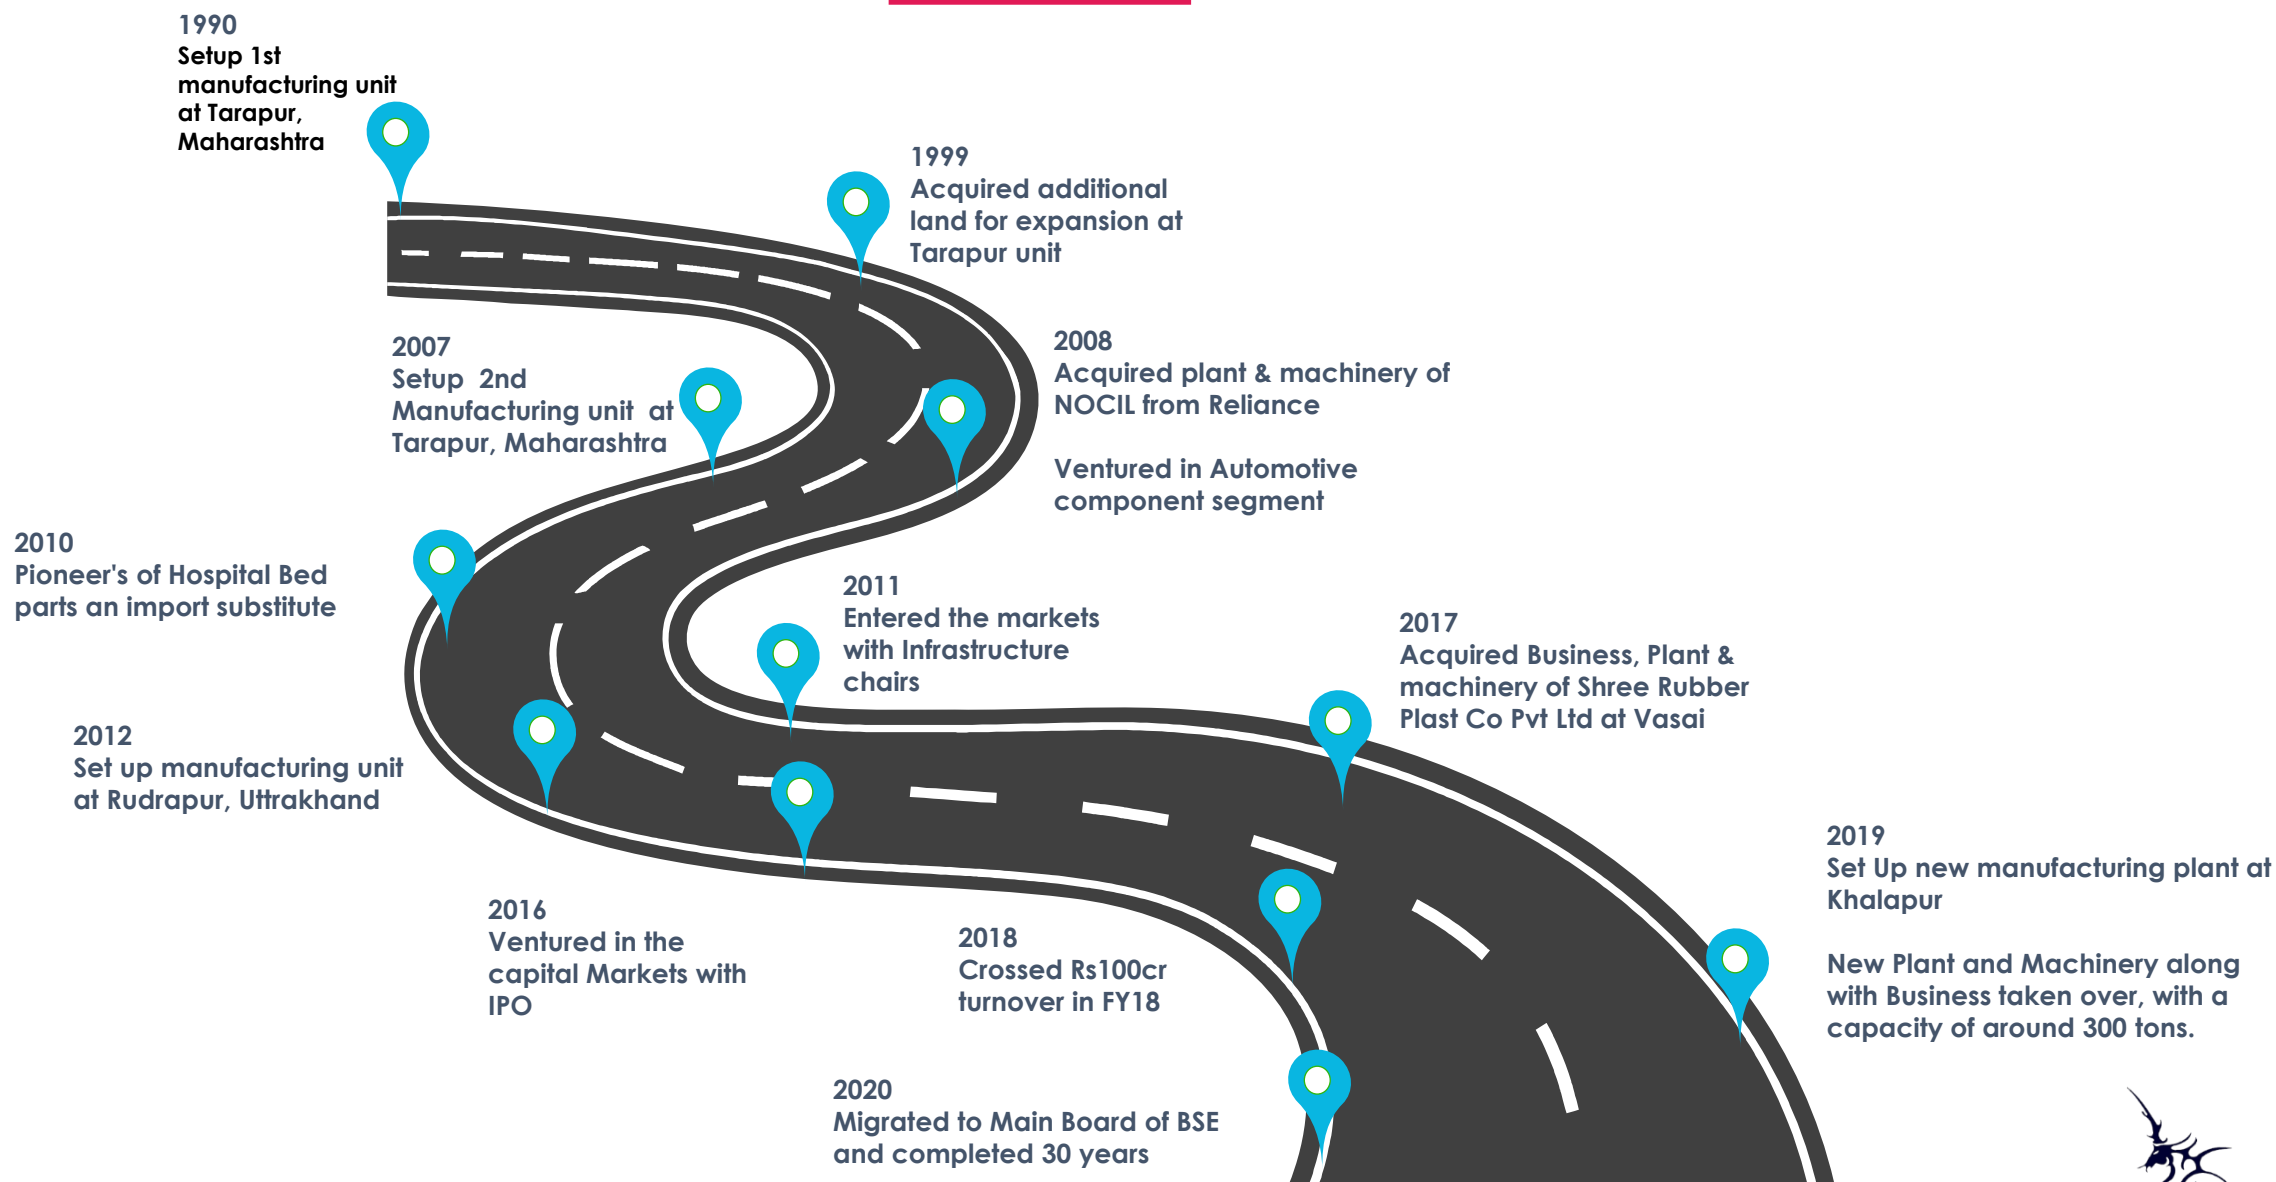 1990
Setup 1st
manufacturing unit
at Tarapur,
Maharashtra
1999
Acquired additional
land for expansion at
Tarapur unit
2007
Setup 2nd
Manufacturing unit at
Tarapur, Maharashtra
2008
Acquired plant & machinery of
NOCIL from Reliance
Ventured in Automotive
component segment
2010
Pioneer's of Hospital Bed
parts an import substitute
2011
Entered the markets
with Infrastructure
chairs
2012
Set up manufacturing unit
at Rudrapur, Uttrakhand
2016
Ventured in the
capital Markets with
IPO
2017
Acquired Business, Plant &
machinery of Shree Rubber
Plast Co Pvt Ltd at Vasai
2018
Crossed Rs100cr
turnover in FY18
2019
Set Up new manufacturing plant at
Khalapur
New Plant and Machinery along
with Business taken over, with a
capacity of around 300 tons.
2020
Migrated to Main Board of BSE
and completed 30 years